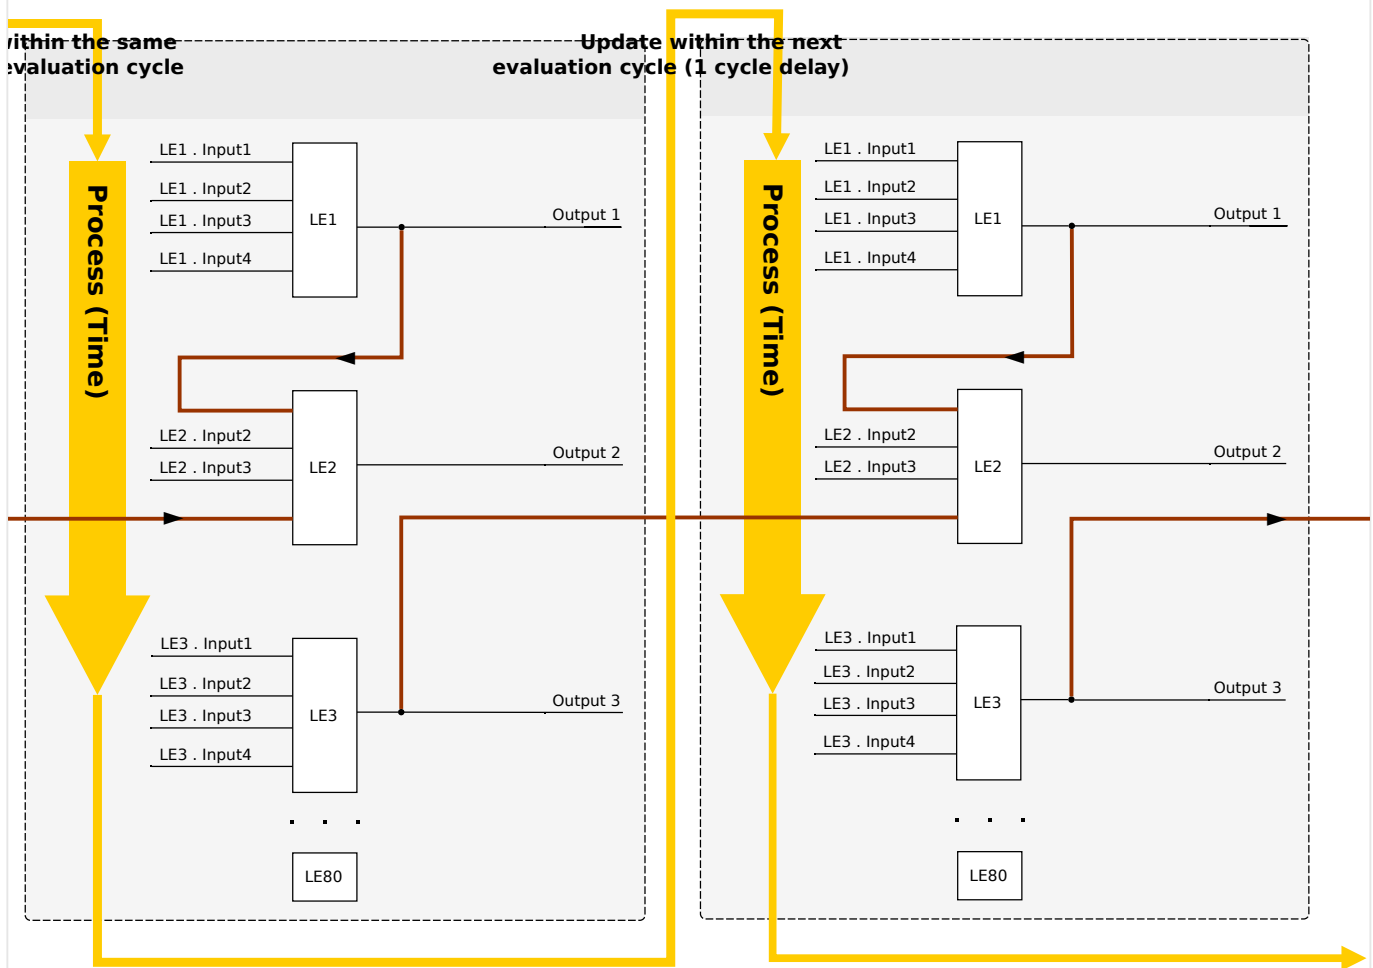 within the same
evaluation cycle
Update within the next
evaluation cycle (1 cycle delay)
Process (Time)
LE1 . Input1
LE1 . Input2
LE1 . Input3
LE1 . Input4
LE1
Output 1
LE2 . Input2
LE2 . Input3
LE2
Output 2
LE3 . Input1
LE3 . Input2
LE3 . Input3
LE3 . Input4
LE3
Output 3
. . .
LE80
Process (Time)
LE1 . Input1
LE1 . Input2
LE1 . Input3
LE1 . Input4
LE1
Output 1
LE2 . Input2
LE2 . Input3
LE2
Output 2
LE3 . Input1
LE3 . Input2
LE3 . Input3
LE3 . Input4
LE3
Output 3
. . .
LE80